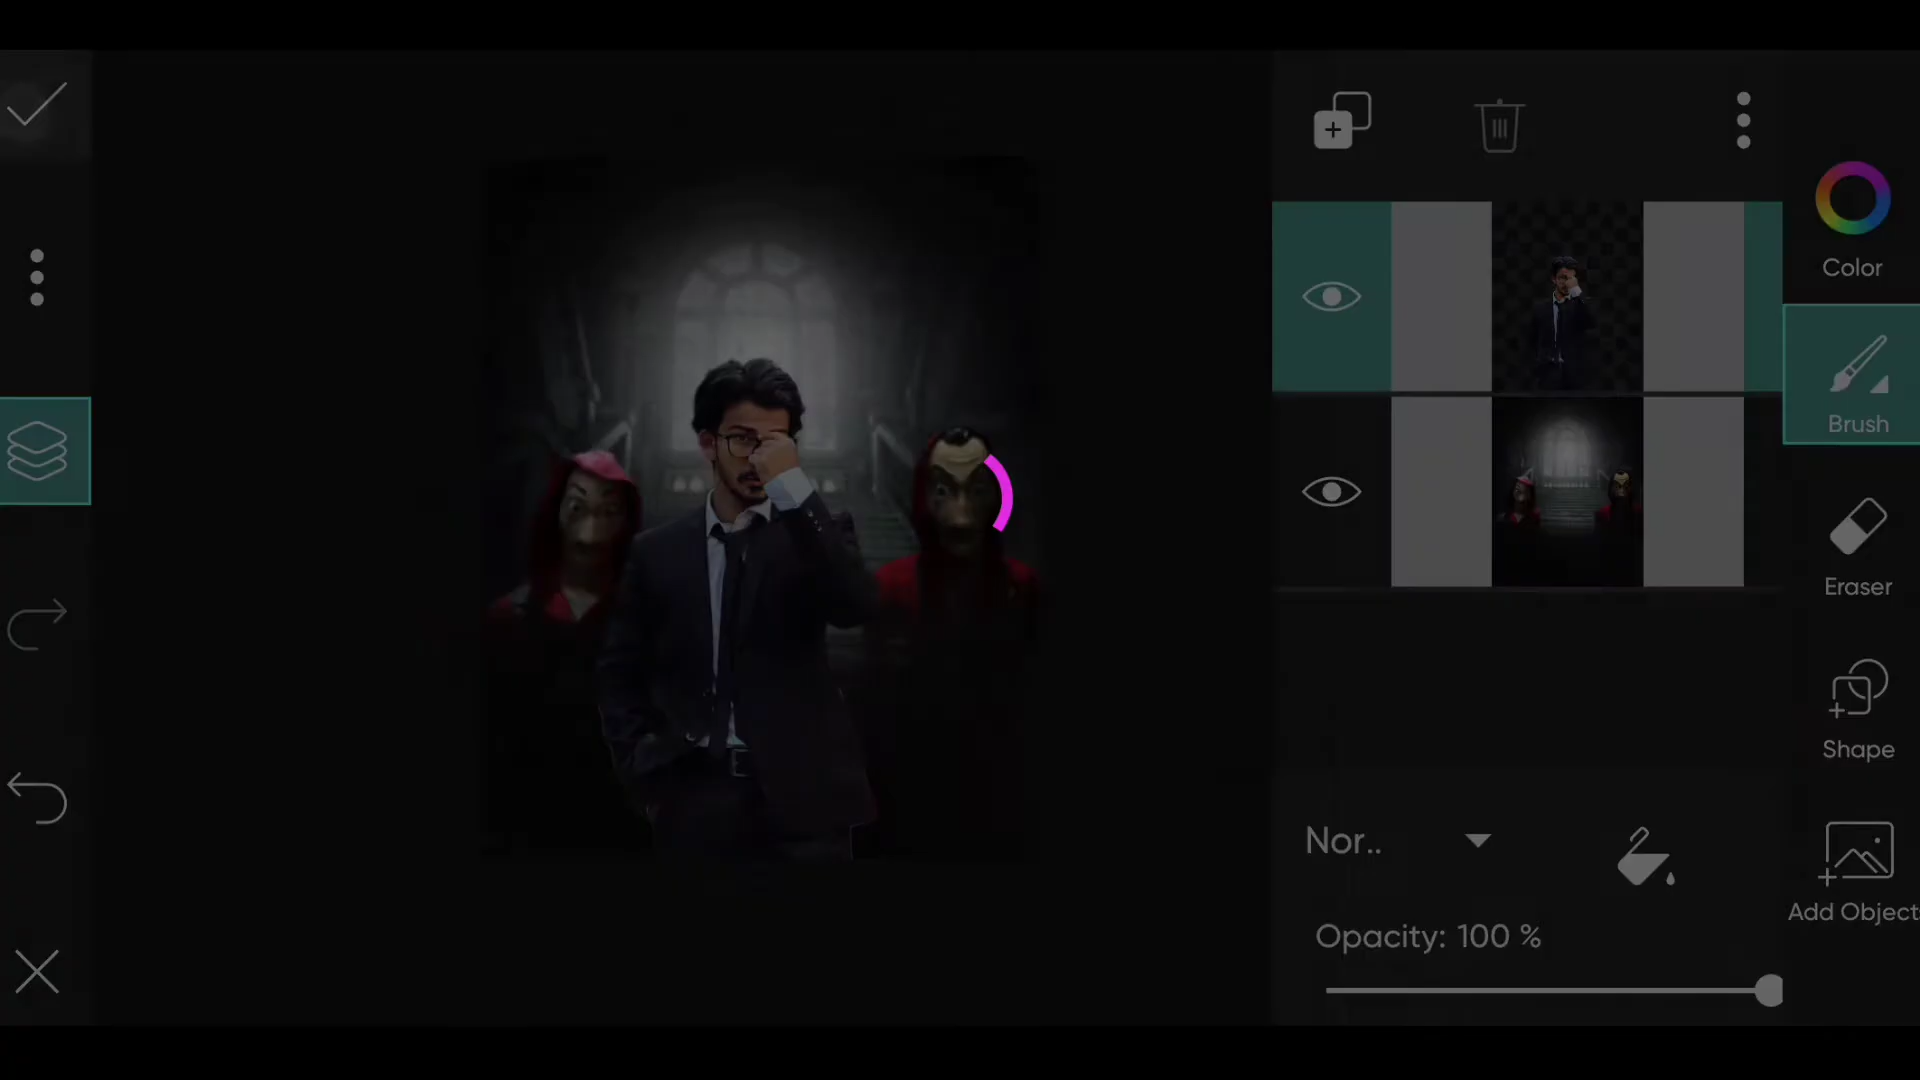 Color
Brush
Eraser
Shape
Nor..
Add Object
Opacity: 100 %